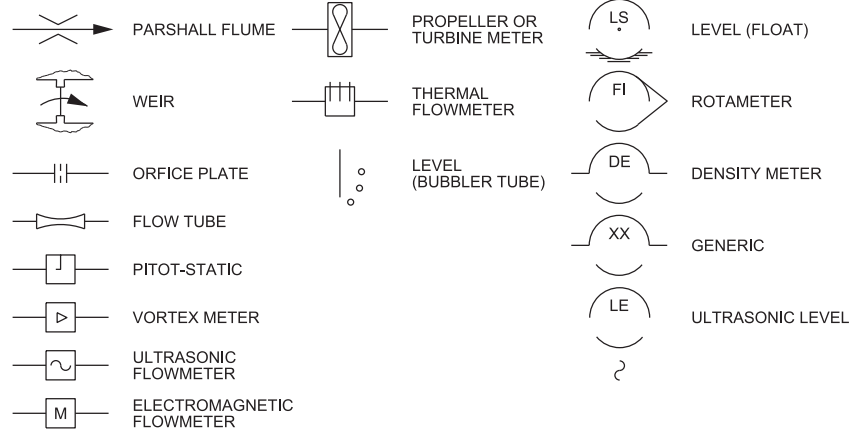 PARSHALL FLUME
WEIR
ORFICE PLATE
FLOW TUBE
PITOT-STATIC
VORTEX METER
ULTRASONIC
FLOWMETER
M
ELECTROMAGNETIC
FLOWMETER
PROPELLER OR
TURBINE METER
THERMAL
FLOWMETER
LEVEL
(BUBBLER TUBE)
LS
LEVEL (FLOAT)
FI
ROTAMETER
DE
DENSITY METER
XX
GENERIC
LE
ULTRASONIC LEVEL